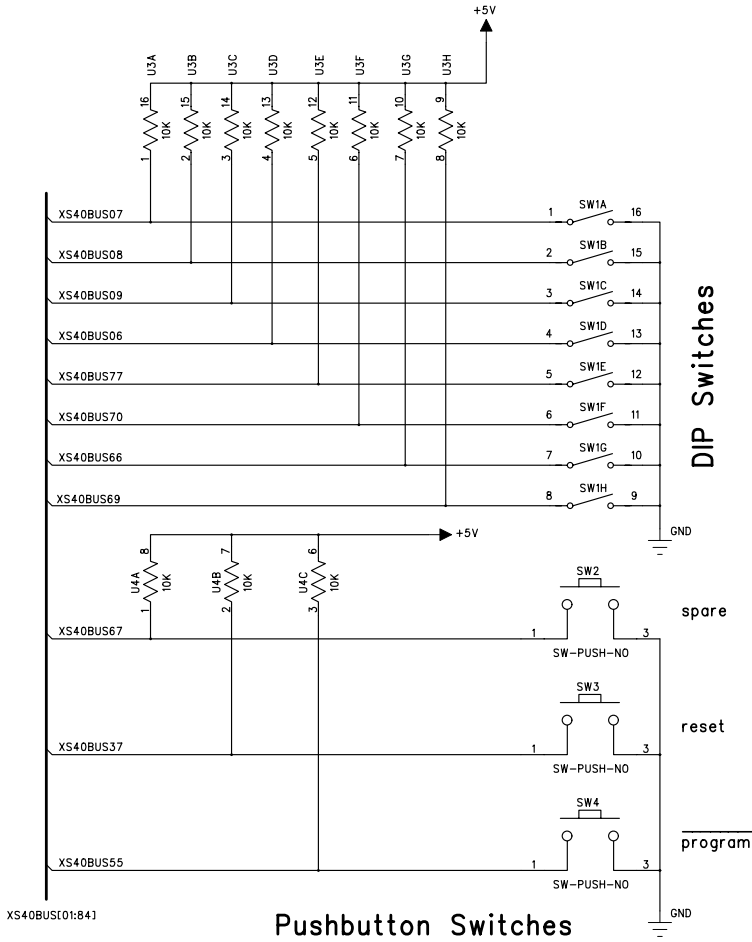 +5V
U3A U3B U3C U3D U3E U3F U3G U3H
16 15 14 13 12 11 10 9
10K 10K 10K 10K 10K 10K 10K 10K
1 2 3 4 5 6 7 8
XS40BUS07 1 SW1A 16
XS40BUS08 2 SW1B 15
XS40BUS09 3 SW1C 14
XS40BUS06 4 SW1D 13
XS40BUS77 5 SW1E 12
XS40BUS70 6 SW1F 11
XS40BUS66 7 SW1G 10
XS40BUS69 8 SW1H 9
DIP Switches
GND
+5V
8 7 6
U4A 10K U4B 10K U4C 10K
1 2 3
SW2
spare
XS40BUS67 1 3
SW-PUSH-NO
SW3
reset
XS40BUS37 1 3
SW-PUSH-NO
SW4
program
XS40BUS55 1 3
SW-PUSH-NO
XS40BUS[01:84]
GND
Pushbutton Switches